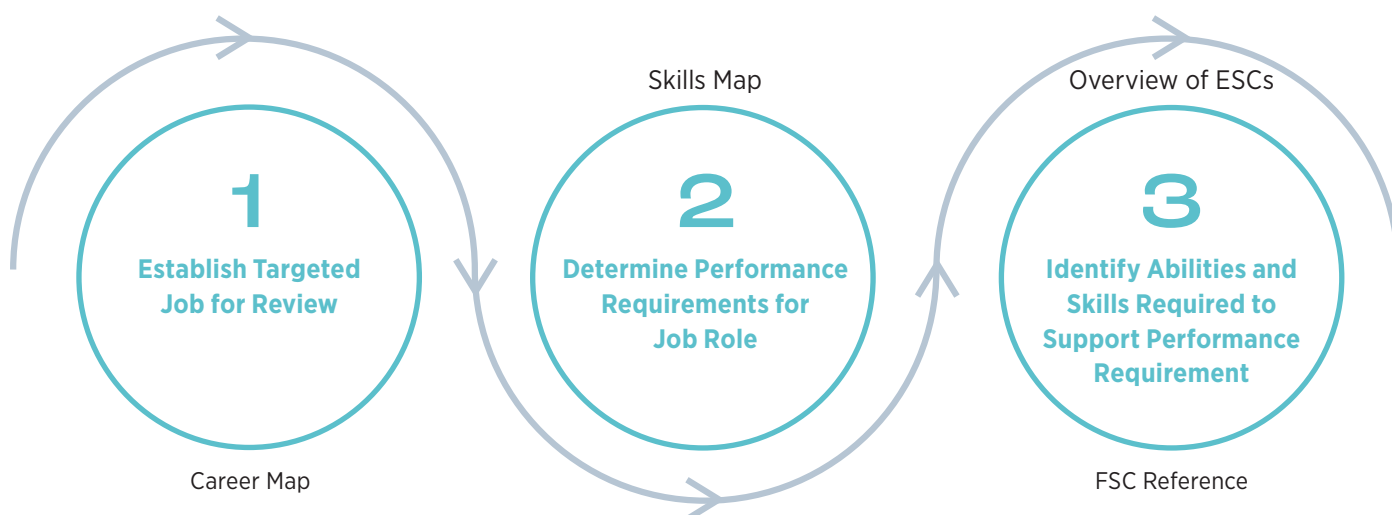 1
Establish Targeted
Job for Review
Career Map
Skills Map
2
Determine Performance
Requirements for
Job Role
Overview of ESCs
3
Identify Abilities and
Skills Required to
Support Performance
Requirement
FSC Reference